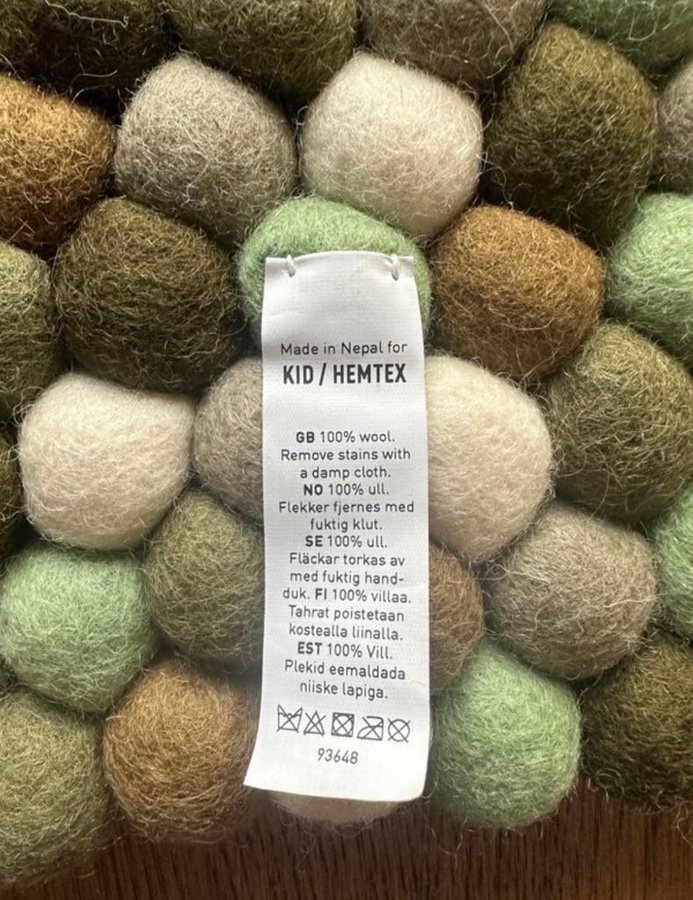 Made in Nepal for
KID / HEMTEX
GB 100% wool.
Remove stains with
a damp cloth.
NO 100% ull.
Flekker fjernes med
fuktig klut.
SE 100% ull.
Fläckar torkas av
med fuktig hand-
duk. FI 100% villaa.
Tahrat poistetaan
kostealla liinalla.
EST 100% Vill.
Plekid eemaldada
niiske lapiga.
93648